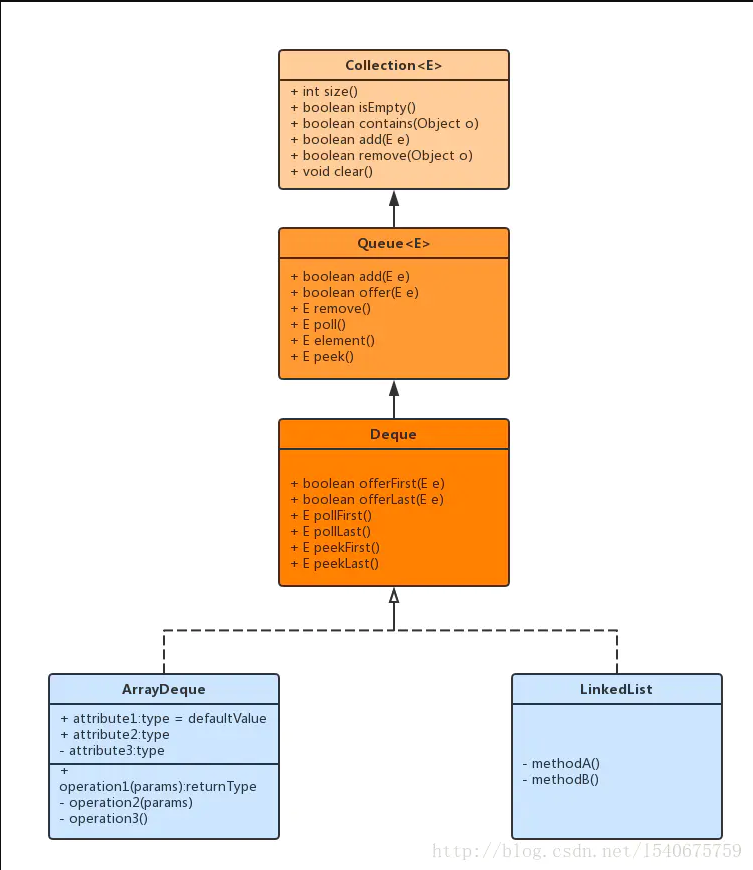 Collection<E>
+ int size()
+ boolean isEmpty()
+ boolean contains(Object o)
+ boolean add(E e)
+ boolean remove(Object o)
+ void clear()
Queue<E>
+ boolean add(E e)
+ boolean offer(E e)
+ E remove()
+ E poll()
+ E element()
+ E peek()
Deque
+ boolean offerFirst(E e)
+ boolean offerLast(E e)
+ E pollFirst()
+ E pollLast()
+ E peekFirst()
+ E peekLast()
ArrayDeque
+ attribute1:type = defaultValue
+ attribute2:type
- attribute3:type
+
operation1(params):returnType
- operation2(params)
- operation3()
LinkedList
- methodA()
- methodB()
http://blog.csdn.net/l540675759